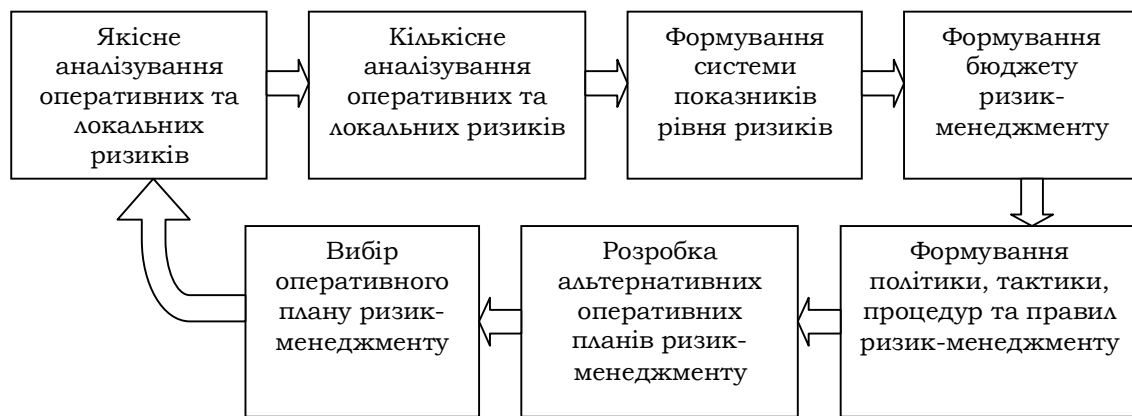 Якісне
аналізування
оперативних та
локальних
ризиків
Кількісне
аналізування
оперативних та
локальних ризиків
Формування
системи
показників
рівня ризиків
Формування
бюджету
ризик-
менеджменту
Формування
політики, тактики,
процедур та правил
ризик-менеджменту
Розробка
альтернативних
оперативних
планів ризик-
менеджменту
Вибір
оперативного
плану ризик-
менеджменту